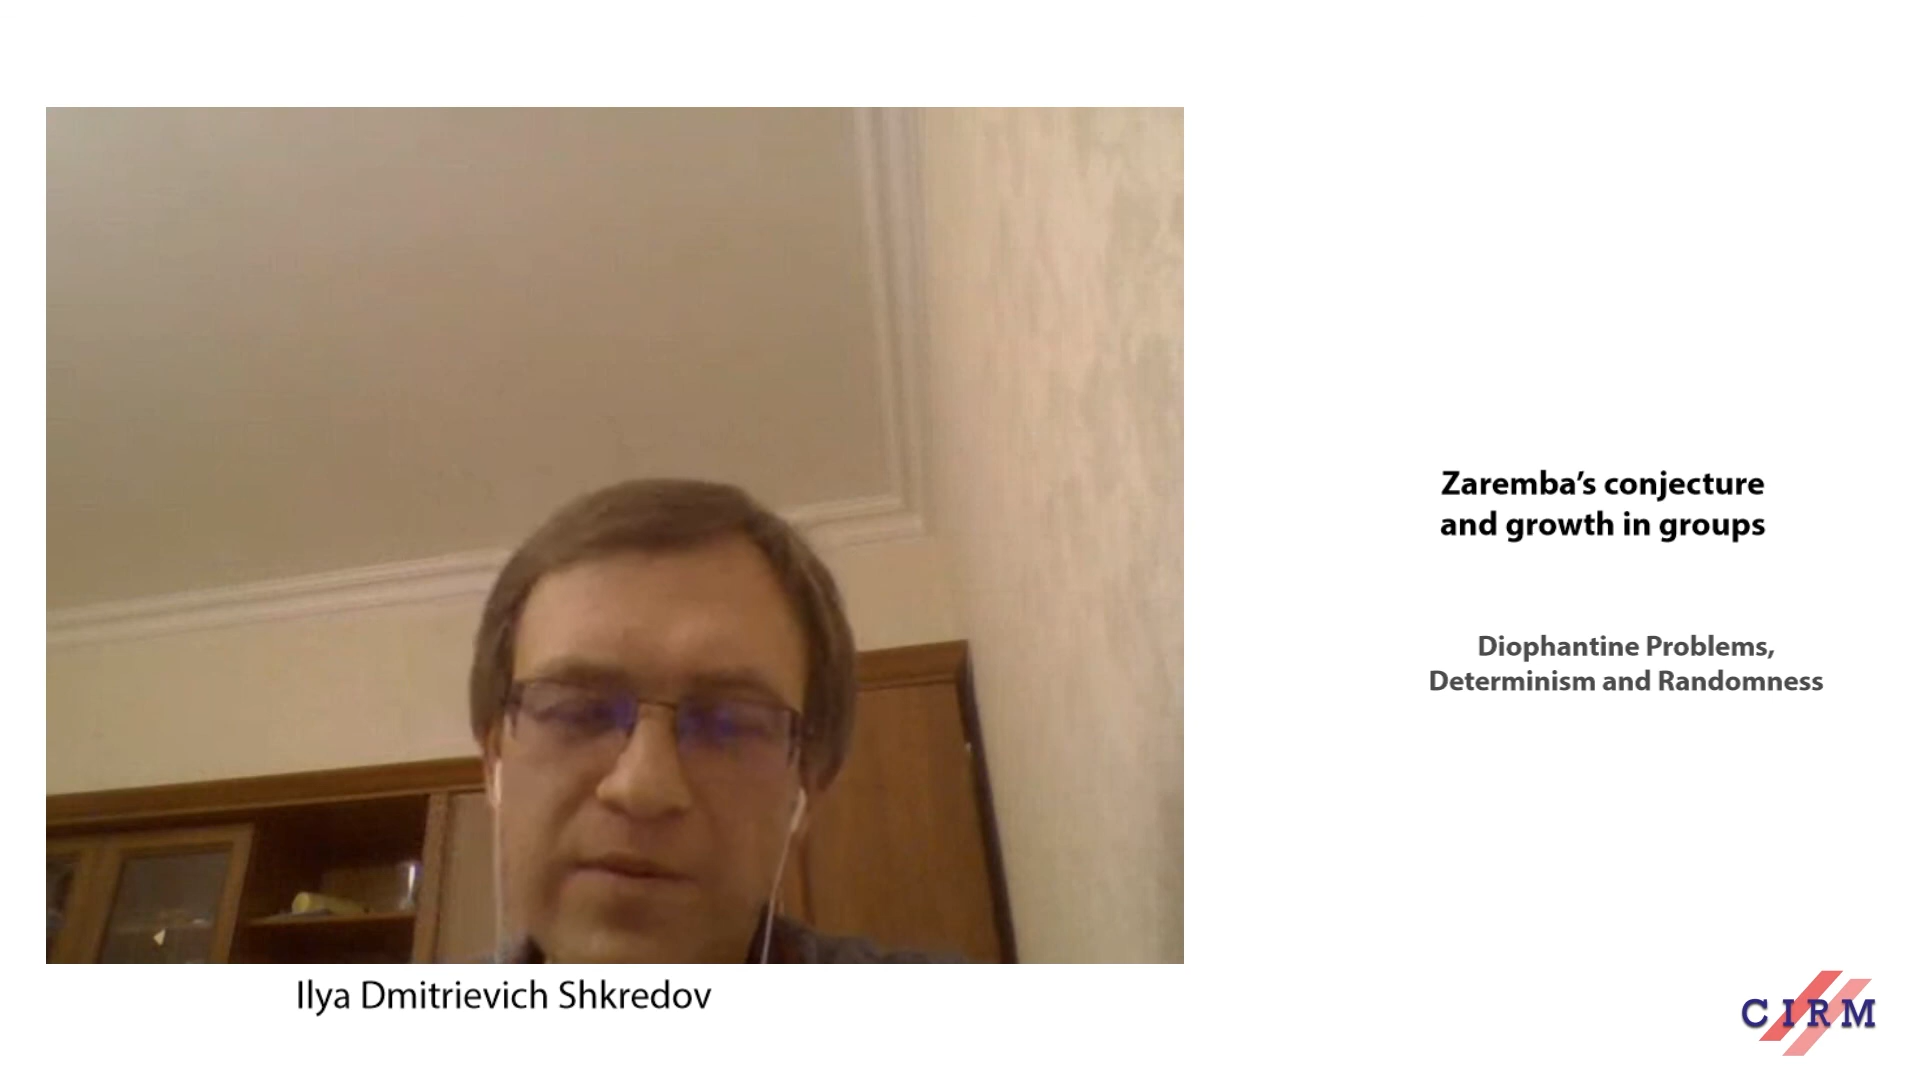 Zaremba’s conjecture
and growth in groups
Diophantine Problems,
Determinism and Randomness
Ilya Dmitrievich Shkredov
CIRM